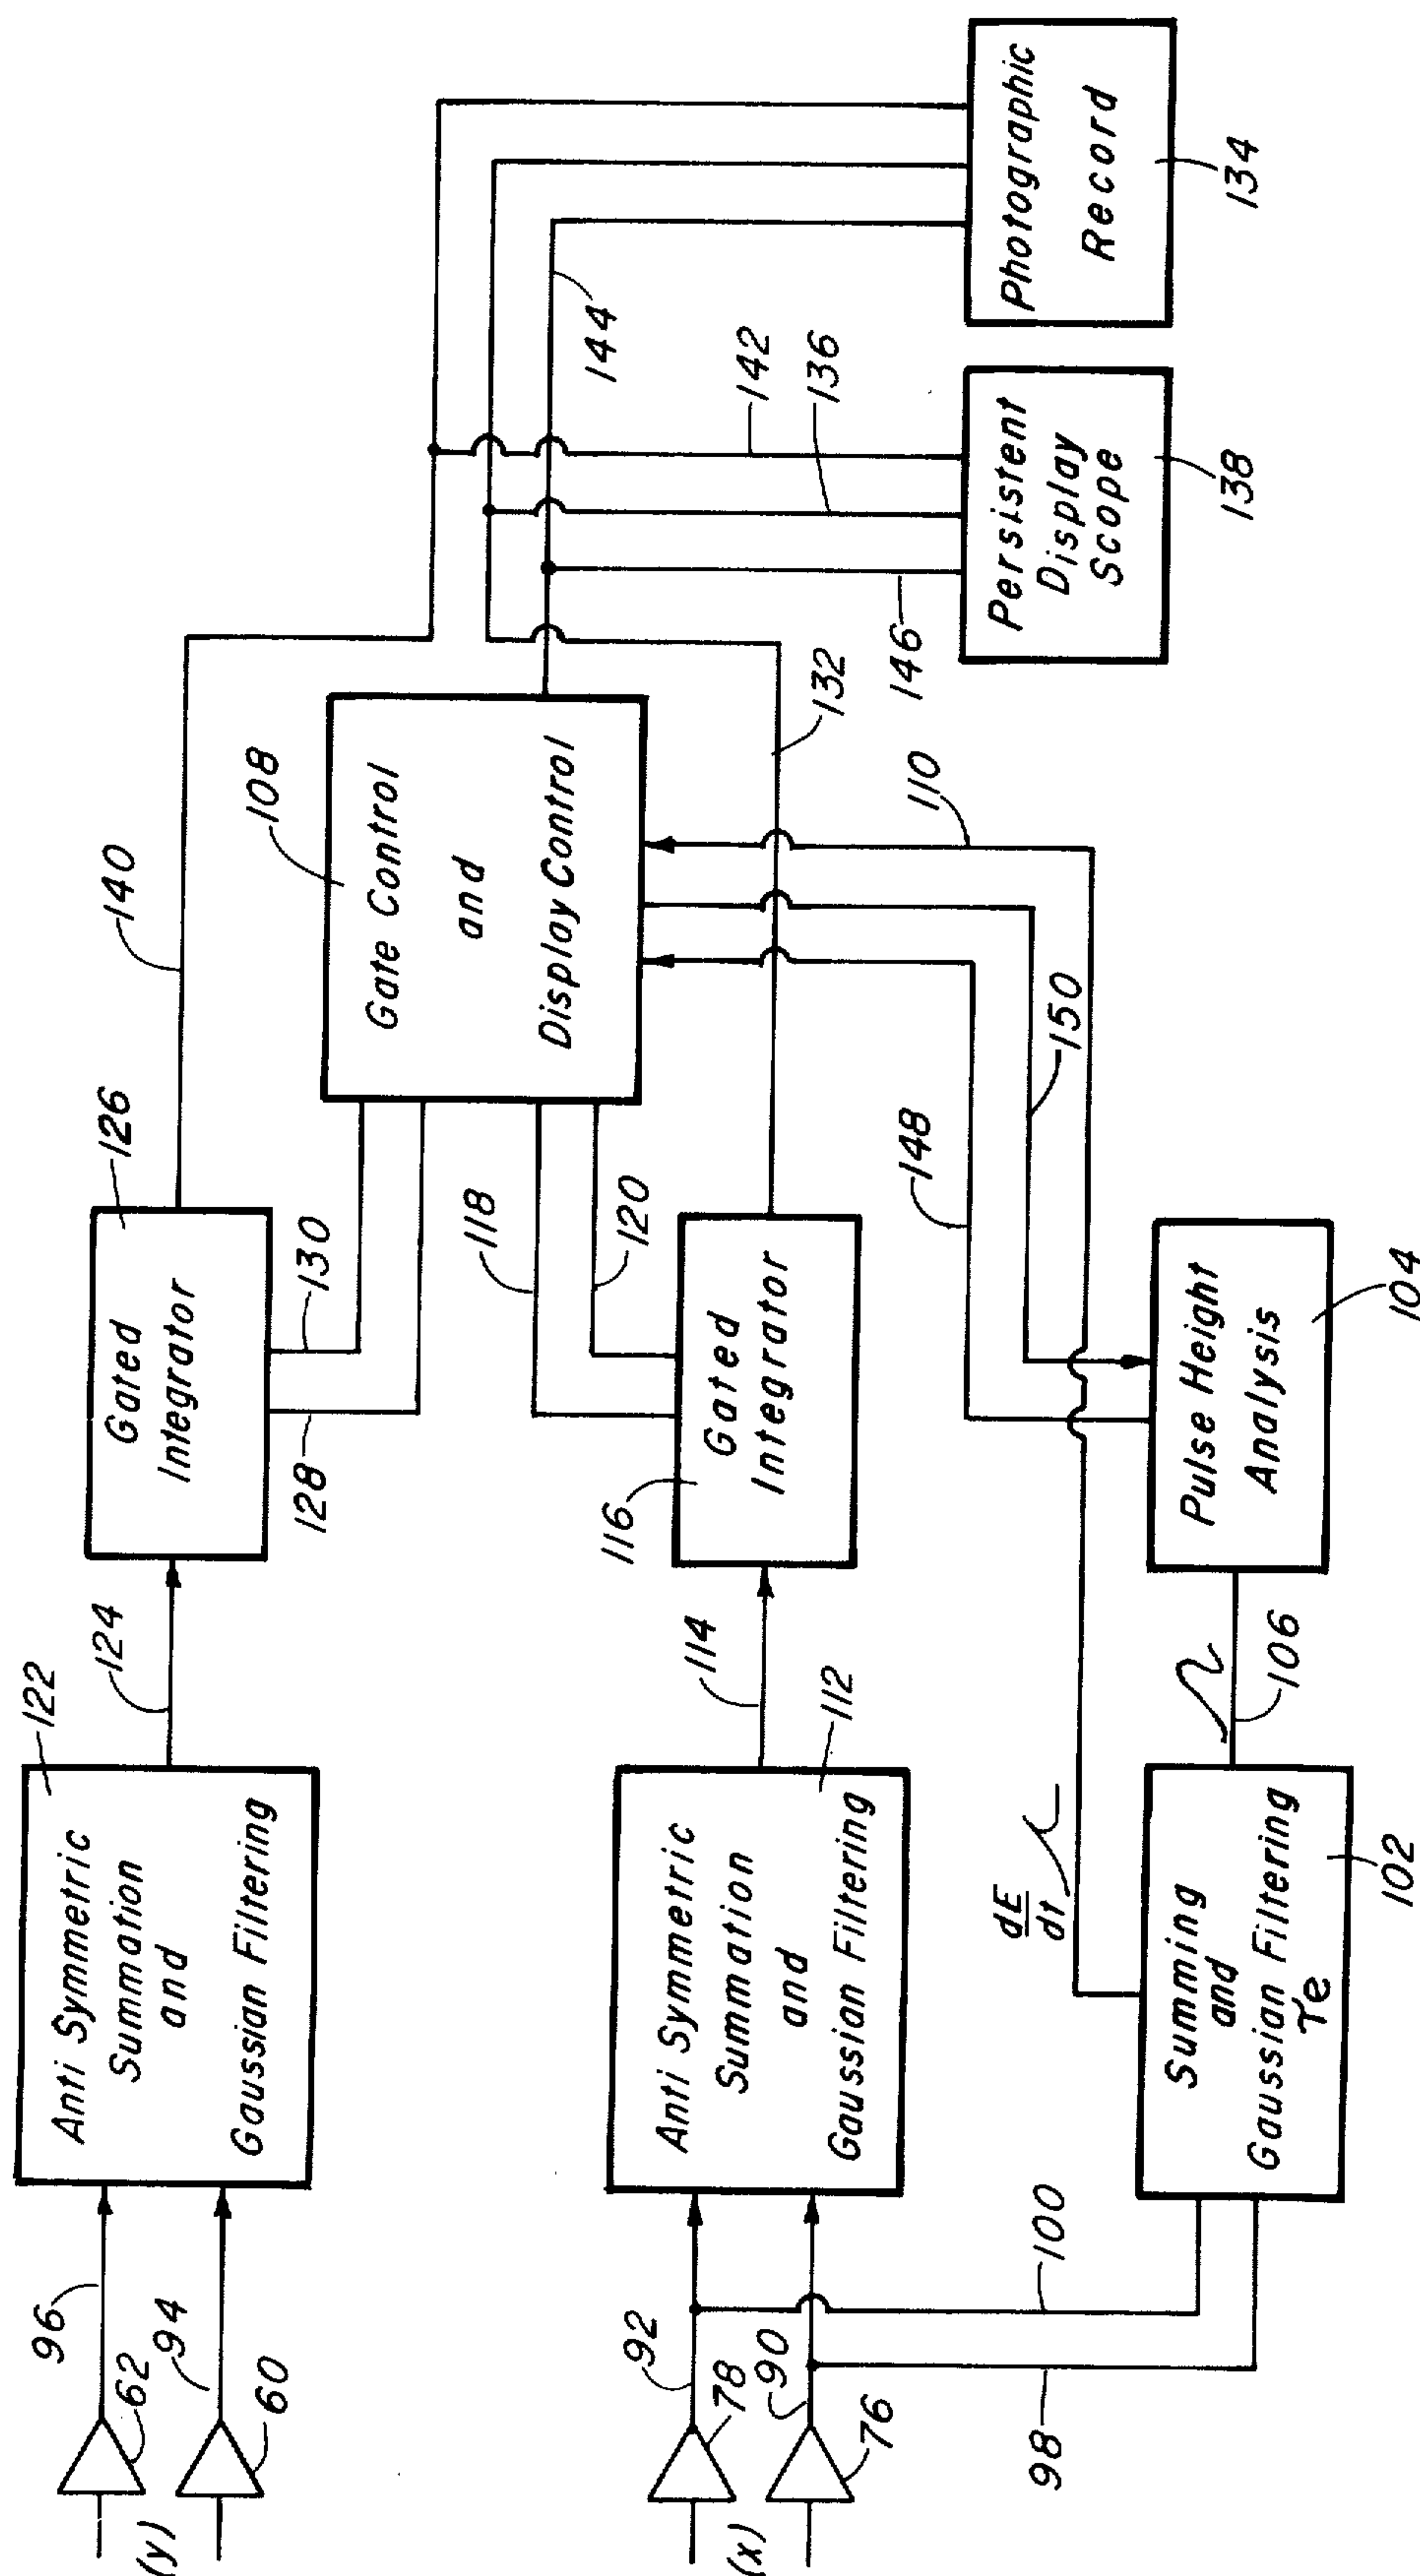 (y)
62
96
60
94
Anti Symmetric
Summation
and
Gaussian Filtering
122
124
Gated
Integrator
126
128
130
140
(x)
78
92
76
90
98
100
Anti Symmetric
Summation
and
Gaussian Filtering
112
114
Gated
Integrator
116
118
120
Gate Control
and
Display Control
108
132
Summing
and
Gaussian Filtering
Te
102
dE
dt
106
Pulse Height
Analysis
104
148
150
110
144
142
136
146
Persistent
Display
Scope
138
Photographic
Record
134